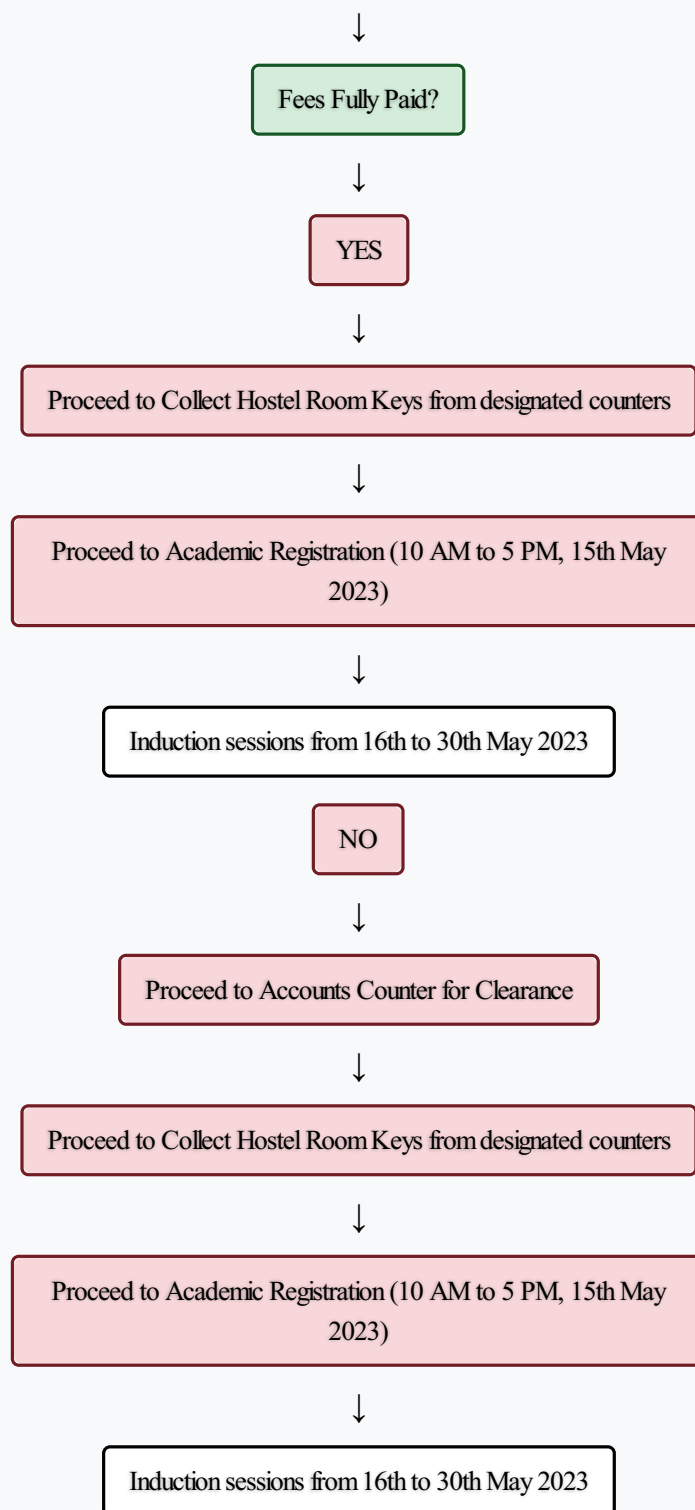 ↓
Fees Fully Paid?
↓
YES
↓
Proceed to Collect Hostel Room Keys from designated counters
↓
Proceed to Academic Registration (10 AM to 5 PM, 15th May
2023)
↓
Induction sessions from 16th to 30th May 2023
NO
↓
Proceed to Accounts Counter for Clearance
↓
Proceed to Collect Hostel Room Keys from designated counters
↓
Proceed to Academic Registration (10 AM to 5 PM, 15th May
2023)
↓
Induction sessions from 16th to 30th May 2023